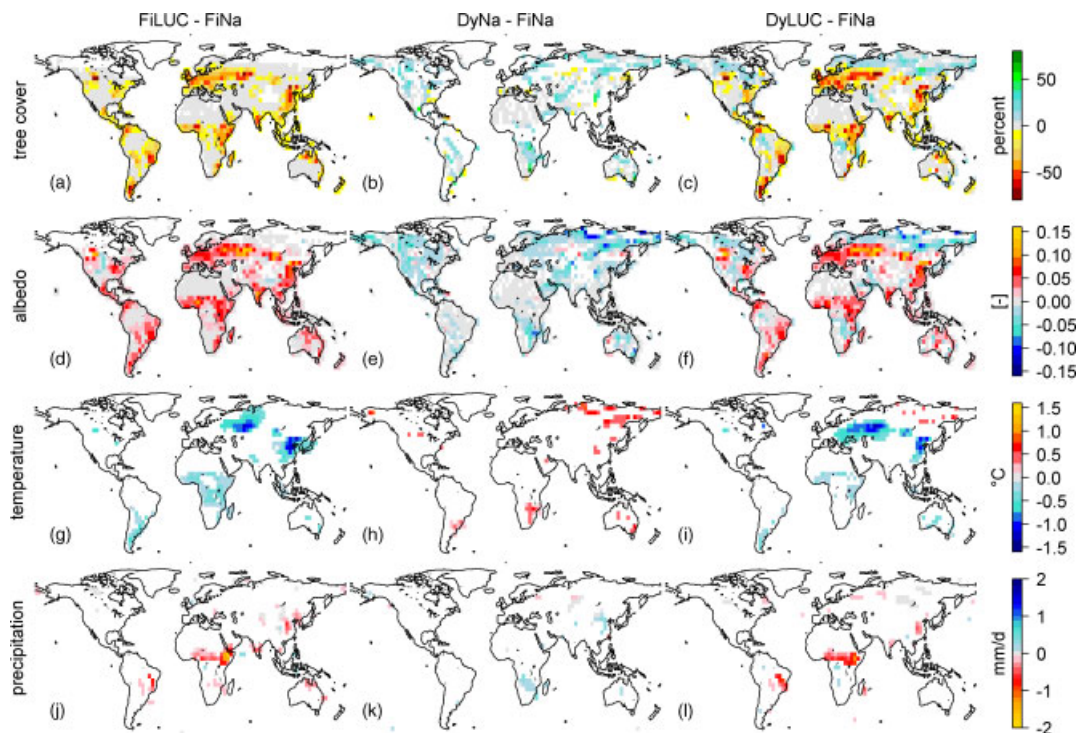 FiLUC - FiNa DyNa - FiNa DyLUC - FiNa
tree cover
(a) (b) (c)
50
0
-50
percent
albedo
(d) (e) (f)
0.15
0.10
0.05
0.00
-0.05
-0.10
-0.15
[-]
temperature
(g) (h) (i)
1.5
1.0
0.5
0.0
-0.5
-1.0
-1.5
°C
precipitation
(j) (k) (l)
2
1
0
-1
-2
mm/d